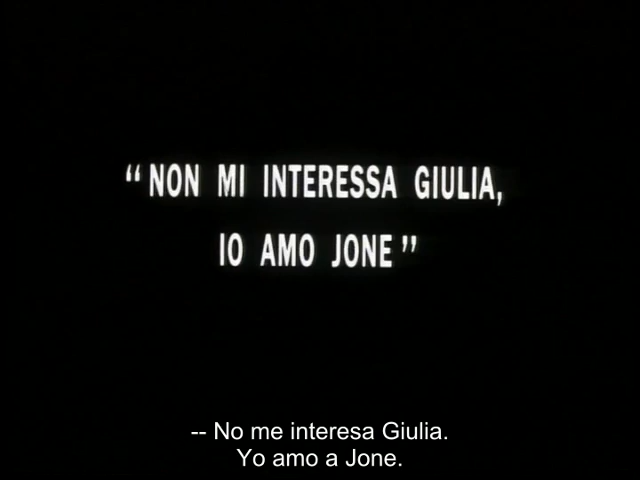 “NON MI INTERESSA GIULIA,
IO AMO JONE”
-- No me interesa Giulia.
Yo amo a Jone.